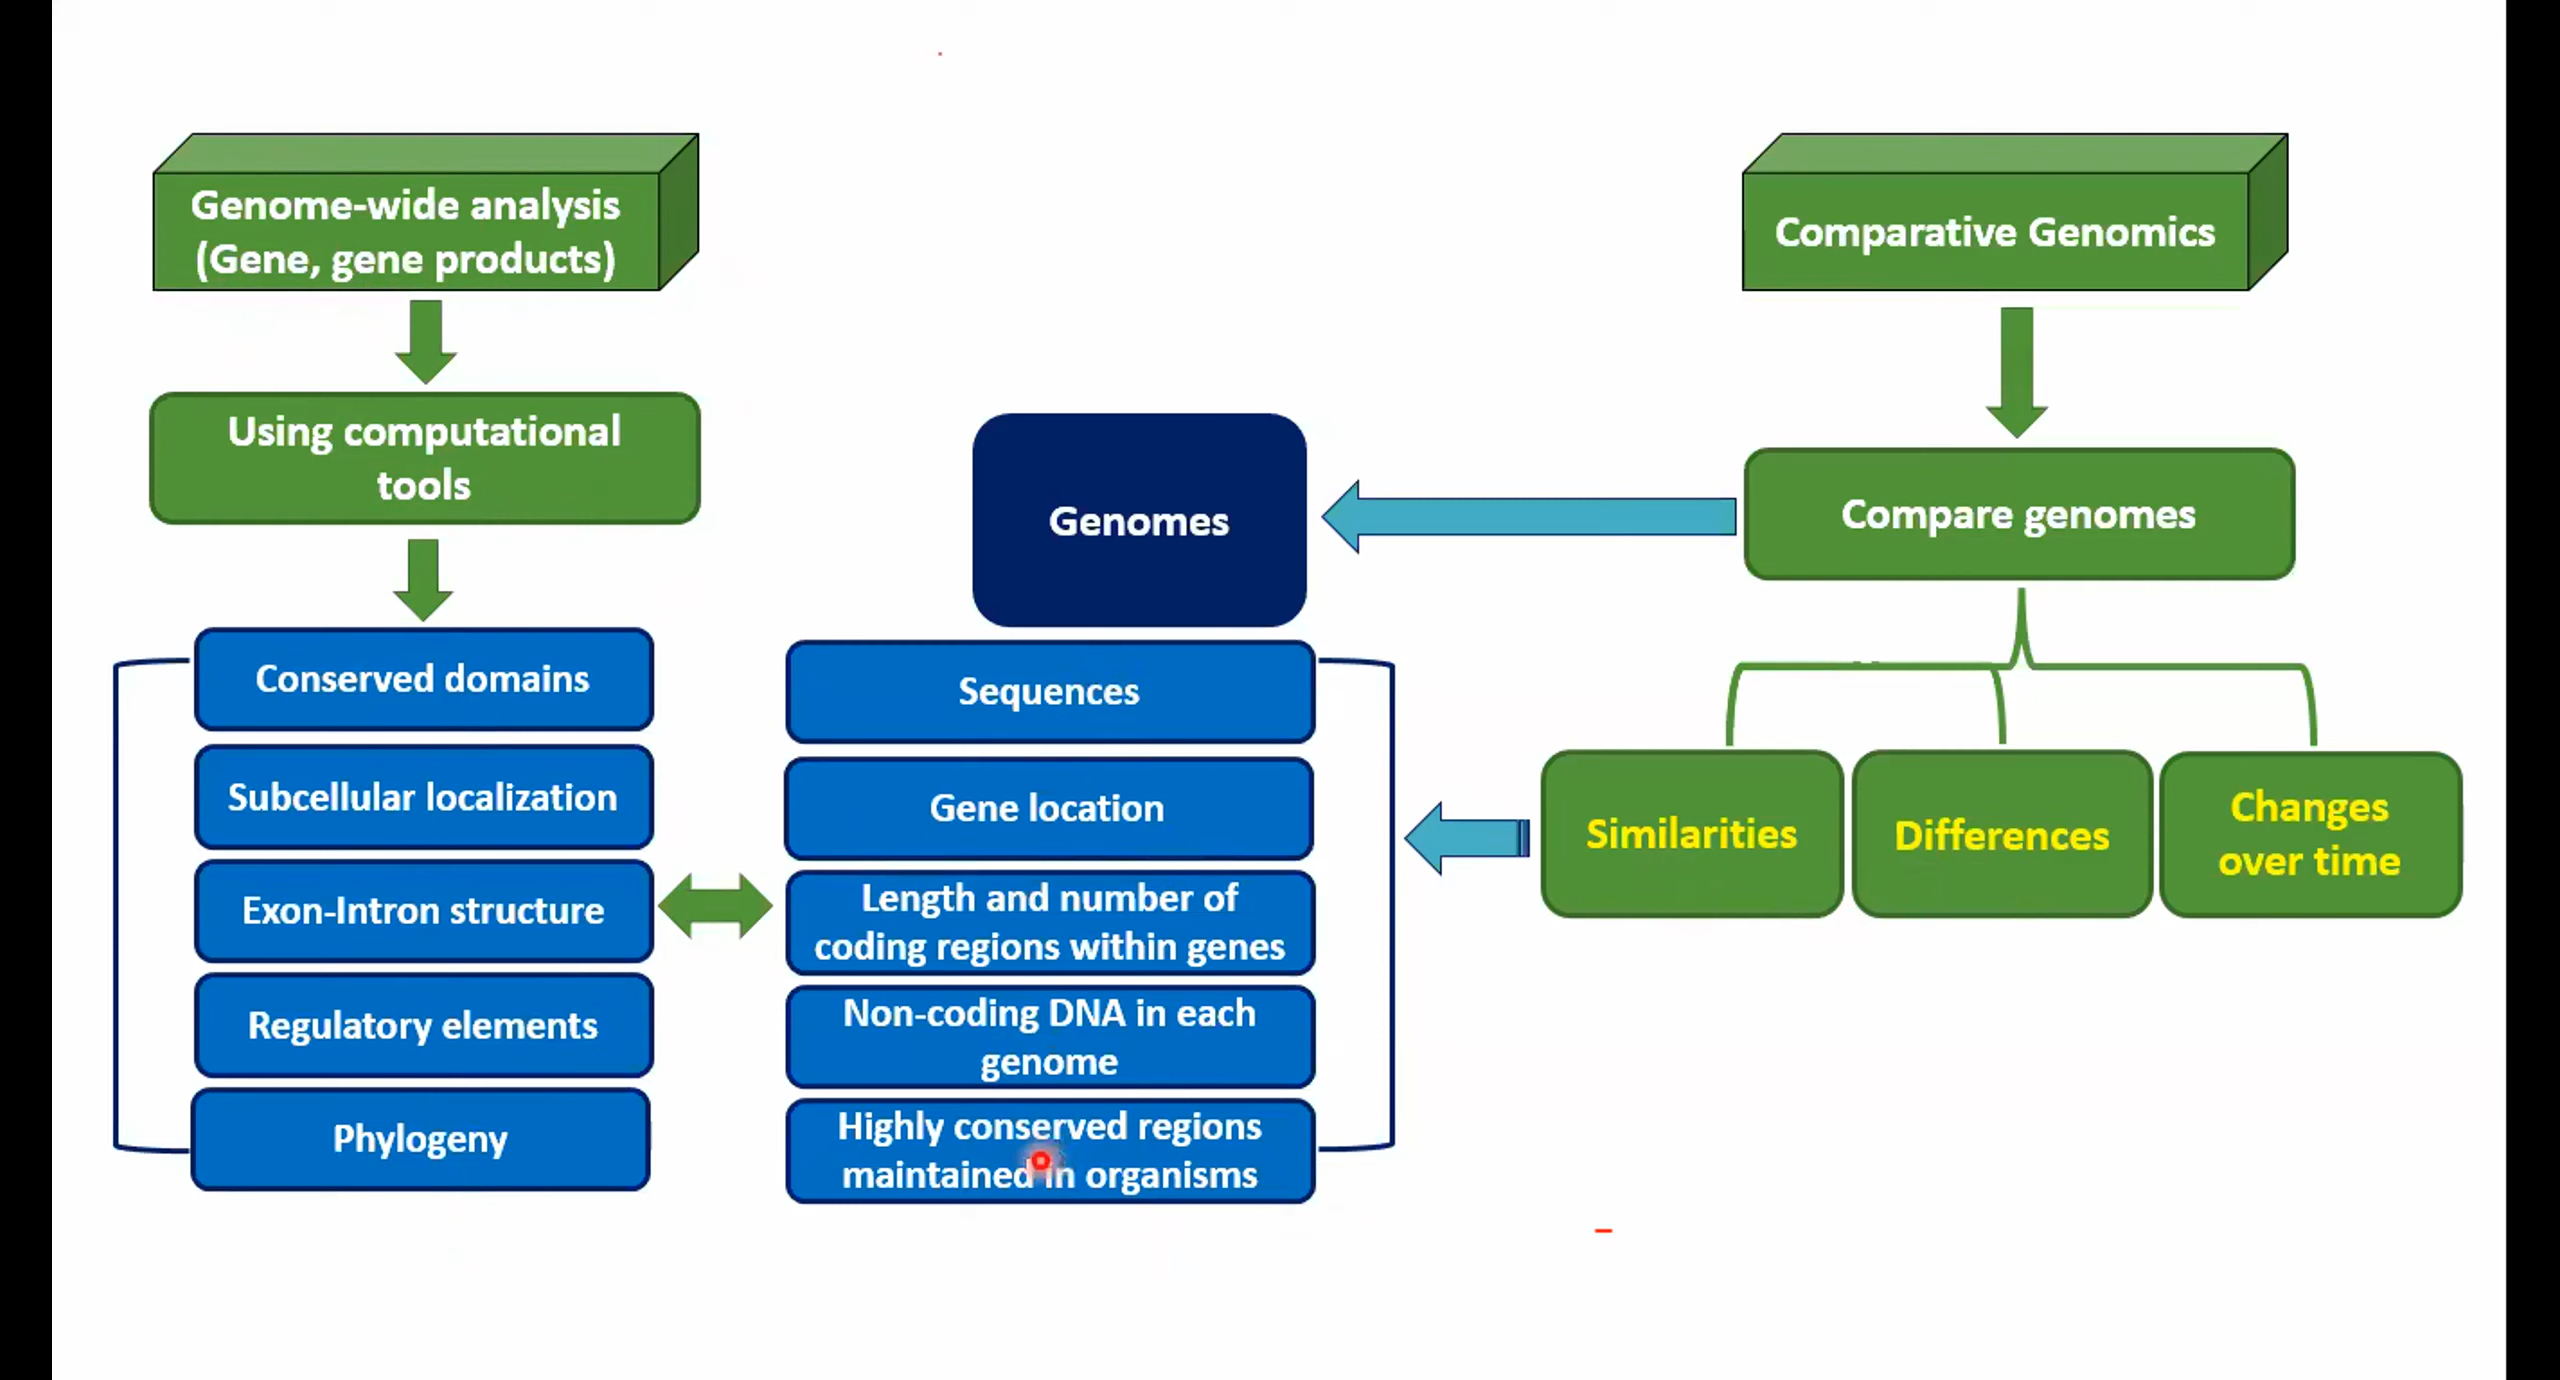 Genome-wide analysis
(Gene, gene products)
Using computational
tools
Conserved domains
Subcellular localization
Exon-Intron structure
Regulatory elements
Phylogeny
Genomes
Sequences
Gene location
Length and number of
coding regions within genes
Non-coding DNA in each
genome
Highly conserved regions
maintained in organisms
Comparative Genomics
Compare genomes
Similarities
Differences
Changes
over time